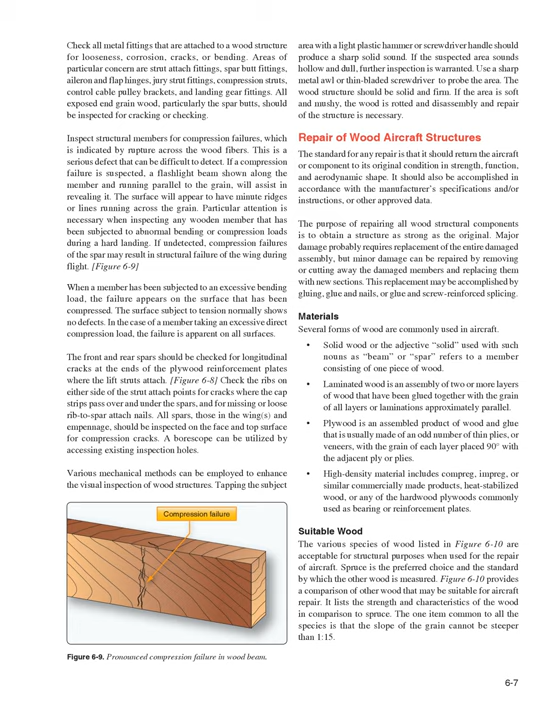 Check all metal fittings that are attached to a wood structure
for looseness, corrosion, cracks, or bending. Areas of
particular concern are strut attach fittings, spar butt fittings,
aileron and flap hinges, jury strut fittings, compression struts,
control cable pulley brackets, and landing gear fittings. All
exposed end grain wood, particularly the spar butts, should
be inspected for cracking or checking.
Inspect structural members for compression failures, which
is indicated by rupture across the wood fibers. This is a
serious defect that can be difficult to detect. If a compression
failure is suspected, a flashlight beam shown along the
member and running parallel to the grain, will assist in
revealing it. The surface will appear to have minute ridges
or lines running across the grain. Particular attention is
necessary when inspecting any wooden member that has
been subjected to abnormal bending or compression loads
during a hard landing. If undetected, compression failures
of the spar may result in structural failure of the wing during
flight. [Figure 6-9]
When a member has been subjected to an excessive bending
load, the failure appears on the surface that has been
compressed. The surface subject to tension normally shows
no defects. In the case of a member taking an excessive direct
compression load, the failure is apparent on all surfaces.
The front and rear spars should be checked for longitudinal
cracks at the ends of the plywood reinforcement plates
where the lift struts attach. [Figure 6-8] Check the ribs on
either side of the strut attach points for cracks where the cap
strips pass over and under the spars, and for missing or loose
rib-to-spar attach nails. All spars, those in the wing(s) and
empennage, should be inspected on the face and top surface
for compression cracks. A borescope can be utilized by
accessing existing inspection holes.
Various mechanical methods can be employed to enhance
the visual inspection of wood structures. Tapping the subject
Compression failure
Figure 6-9. Pronounced compression failure in wood beam.
area with a light plastic hammer or screwdriver handle should
produce a sharp solid sound. If the suspected area sounds
hollow and dull, further inspection is warranted. Use a sharp
metal awl or thin-bladed screwdriver to probe the area. The
wood structure should be solid and firm. If the area is soft
and mushy, the wood is rotted and disassembly and repair
of the structure is necessary.
Repair of Wood Aircraft Structures
The standard for any repair is that it should return the aircraft
or component to its original condition in strength, function,
and aerodynamic shape. It should also be accomplished in
accordance with the manufacturer's specifications and/or
instructions, or other approved data.
The purpose of repairing all wood structural components
is to obtain a structure as strong as the original. Major
damage probably requires replacement of the entire damaged
assembly, but minor damage can be repaired by removing
or cutting away the damaged members and replacing them
with new sections. This replacement may be accomplished by
gluing, glue and nails, or glue and screw-reinforced splicing.
Materials
Several forms of wood are commonly used in aircraft.
• Solid wood or the adjective “solid” used with such
nouns as “beam” or “spar” refers to a member
consisting of one piece of wood.
• Laminated wood is an assembly of two or more layers
of wood that have been glued together with the grain
of all layers or laminations approximately parallel.
• Plywood is an assembled product of wood and glue
that is usually made of an odd number of thin plies, or
veneers, with the grain of each layer placed 90° with
the adjacent ply or plies.
• High-density material includes compreg, impreg, or
similar commercially made products, heat-stabilized
wood, or any of the hardwood plywoods commonly
used as bearing or reinforcement plates.
Suitable Wood
The various species of wood listed in Figure 6-10 are
acceptable for structural purposes when used for the repair
of aircraft. Spruce is the preferred choice and the standard
by which the other wood is measured. Figure 6-10 provides
a comparison of other wood that may be suitable for aircraft
repair. It lists the strength and characteristics of the wood
in comparison to spruce. The one item common to all the
species is that the slope of the grain cannot be steeper
than 1:15.
6-7